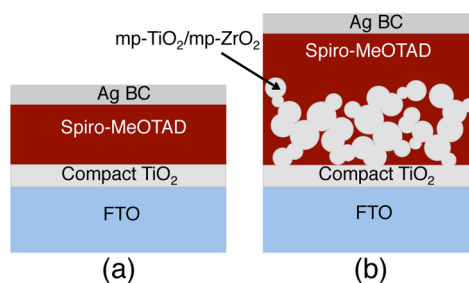 mp-TiO₂/mp-ZrO₂
Ag BC
Spiro-MeOTAD
Compact TiO₂
FTO
(a)
Ag BC
Spiro-MeOTAD
Compact TiO₂
FTO
(b)